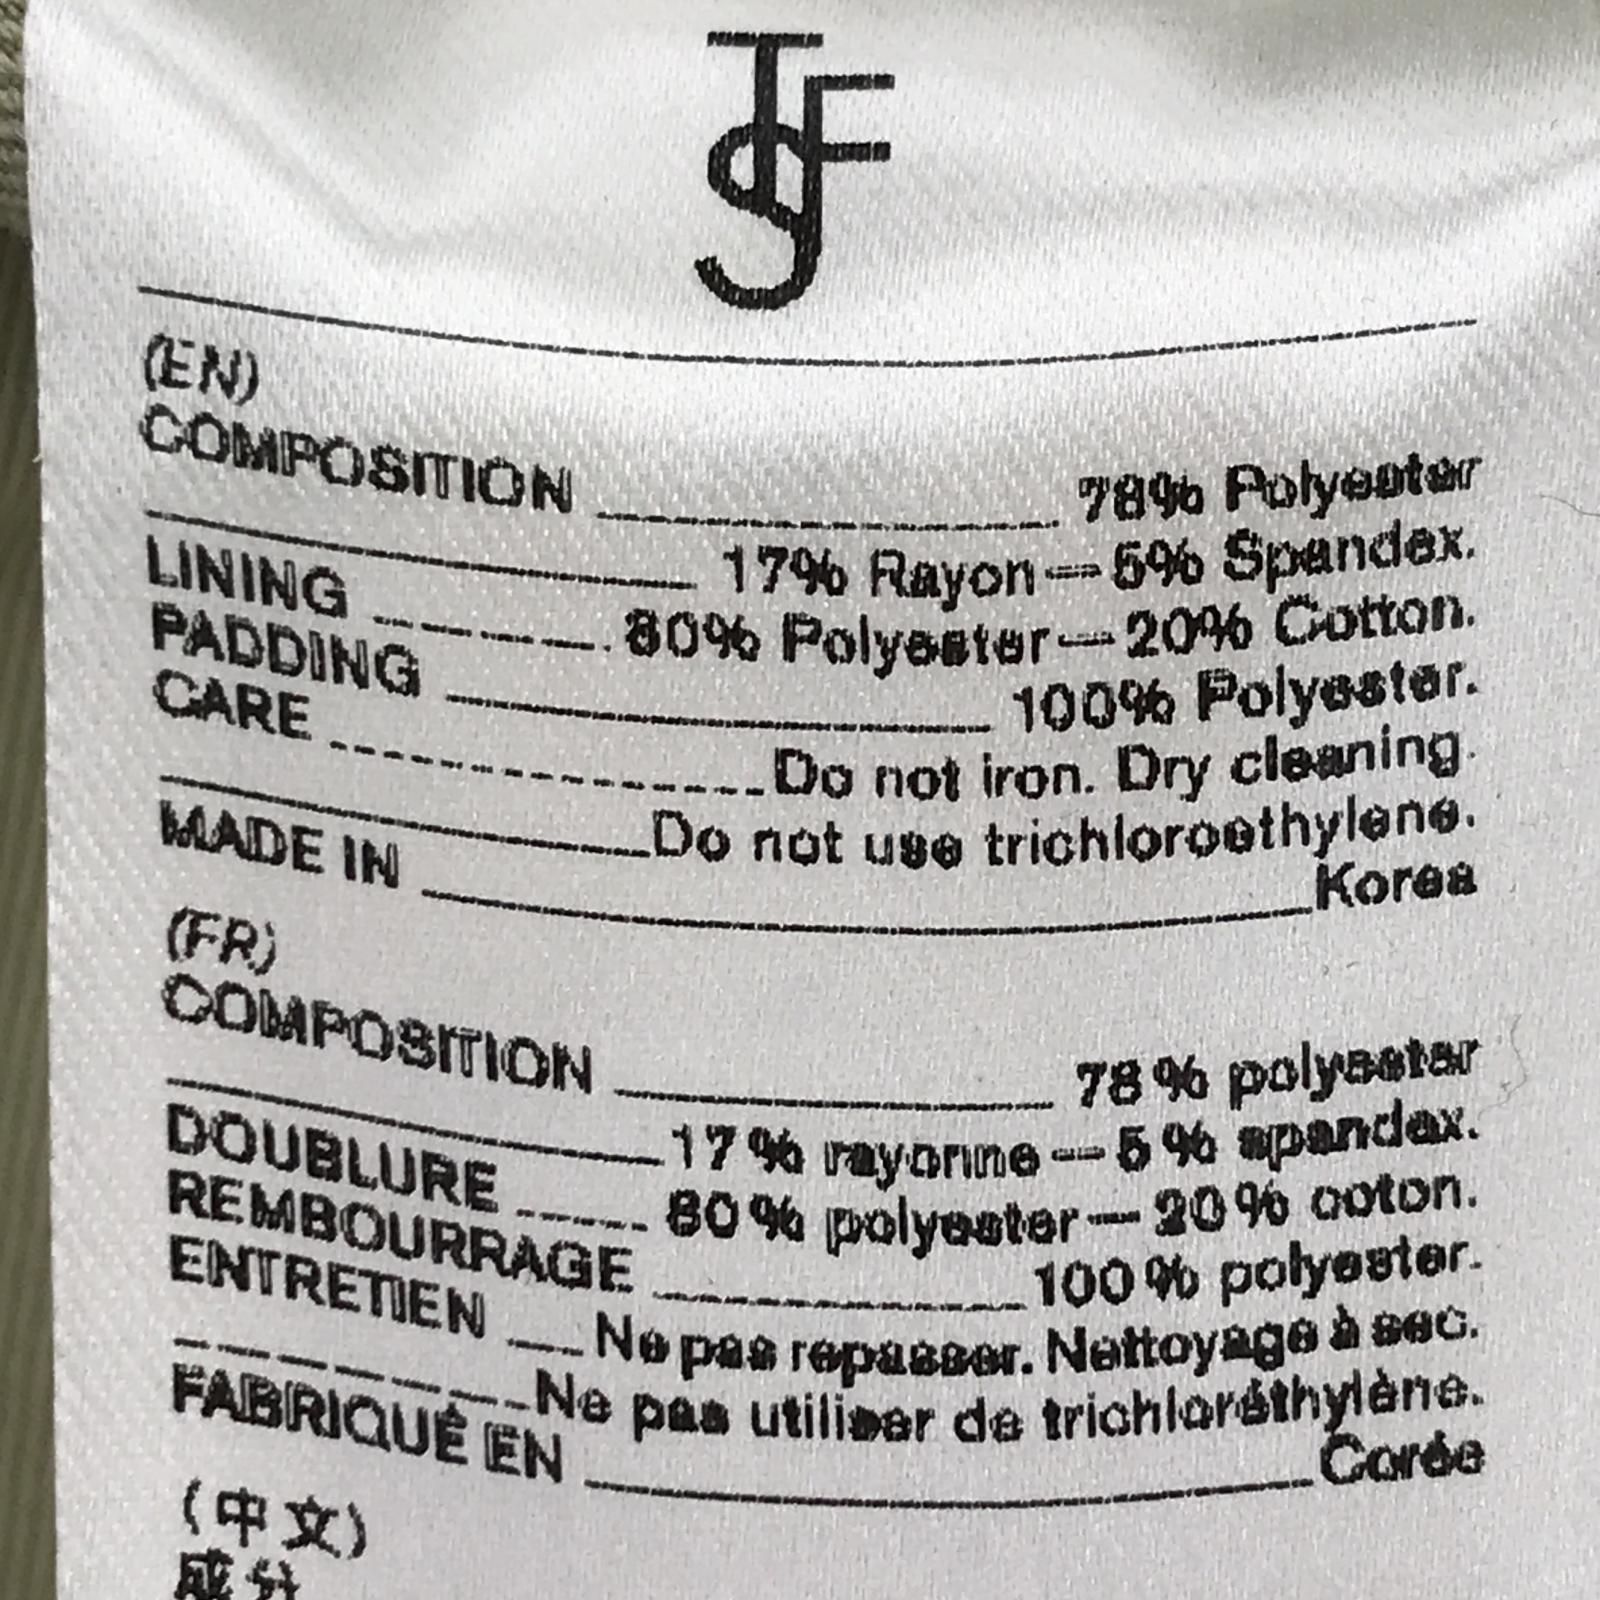 TSF
(EN)
COMPOSITION 78% Polyester
17% Rayon — 5% Spandex.
LINING 80% Polyester — 20% Cotton.
PADDING 100% Polyester.
CARE Do not iron. Dry cleaning.
Do not use trichloroethylene.
MADE IN Korea
(FR)
COMPOSITION 78 % polyester
17 % rayonne — 5 % spandex.
DOUBLURE 80 % polyester — 20 % coton.
REMBOURRAGE 100 % polyester.
ENTRETIEN Ne pas repasser. Nettoyage à sec.
Ne pas utiliser de trichloréthylène.
FABRIQUÉ EN Corée
(中文)
成分